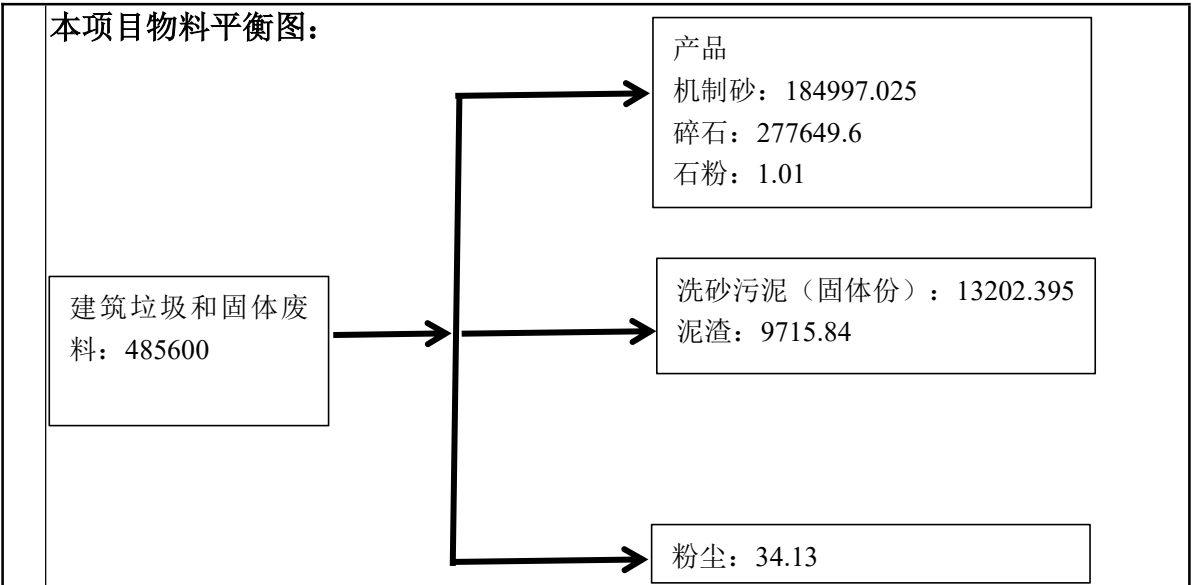 本项目物料平衡图：
产品
机制砂：184997.025
碎石：277649.6
石粉：1.01
建筑垃圾和固体废
料：485600
洗砂污泥（固体份）：13202.395
泥渣：9715.84
粉尘：34.13